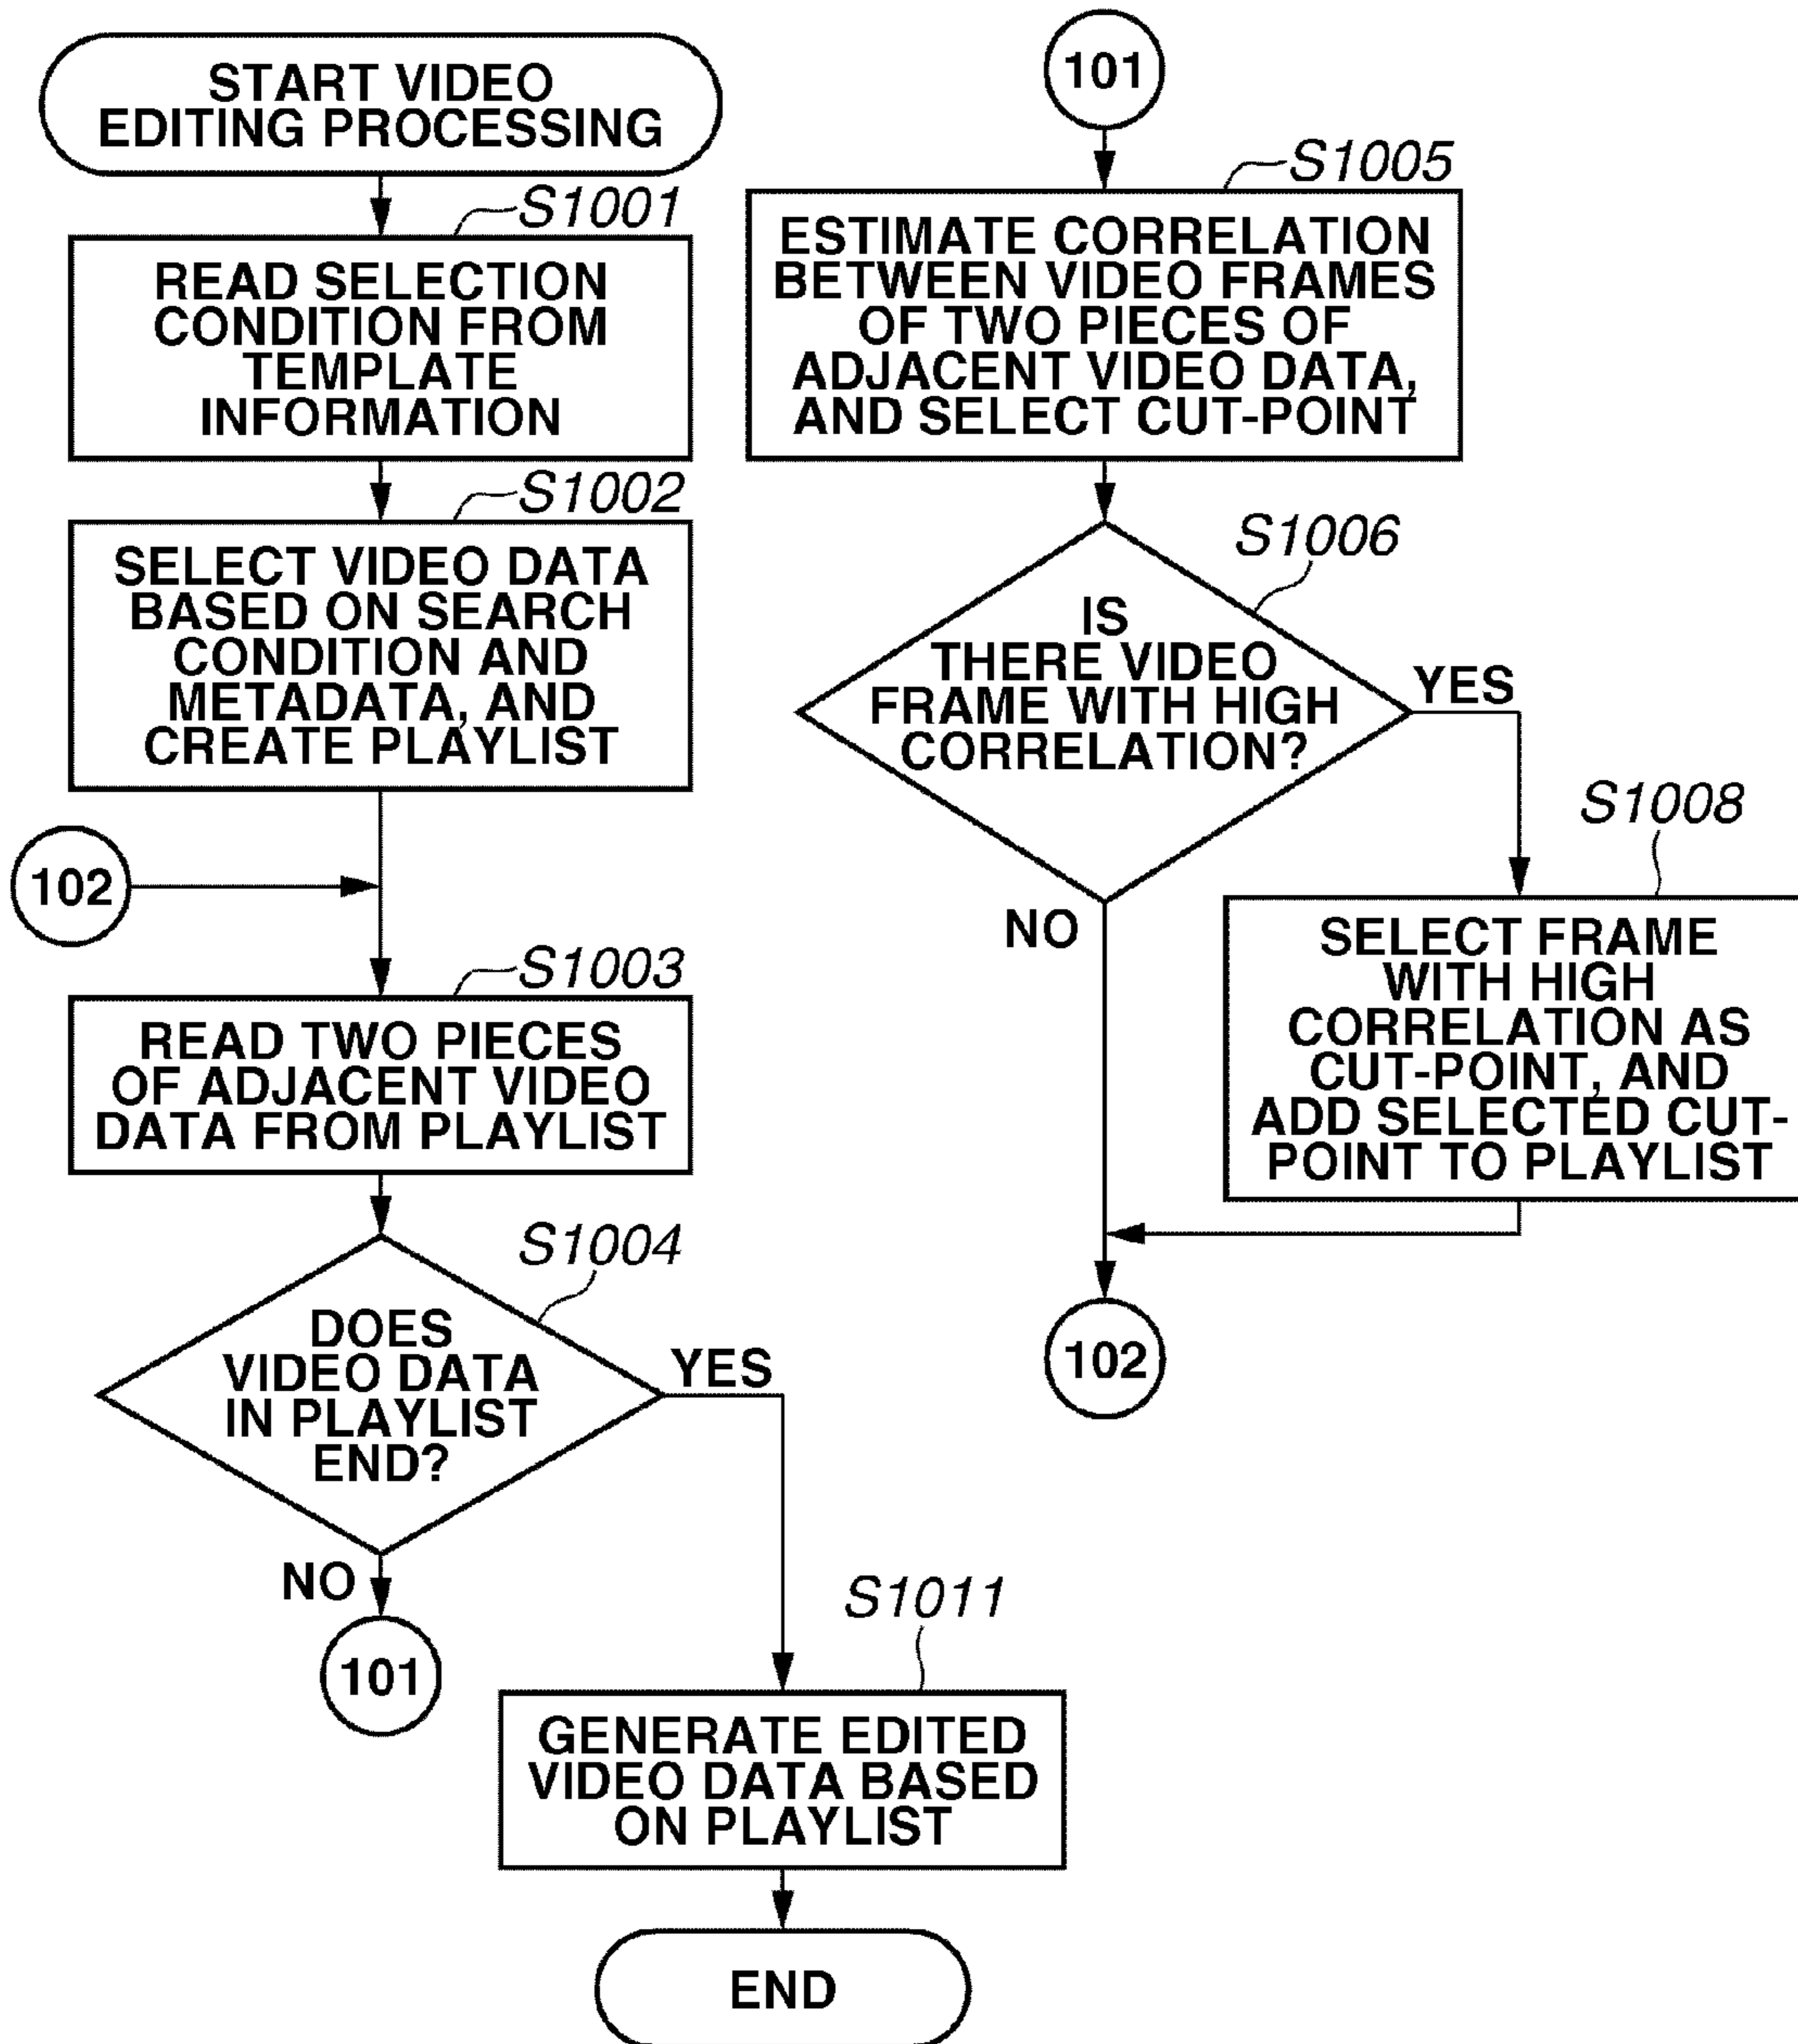 START VIDEO
EDITING PROCESSING
S1001
READ SELECTION
CONDITION FROM
TEMPLATE
INFORMATION
S1002
SELECT VIDEO DATA
BASED ON SEARCH
CONDITION AND
METADATA, AND
CREATE PLAYLIST
102
S1003
READ TWO PIECES
OF ADJACENT VIDEO
DATA FROM PLAYLIST
S1004
DOES
VIDEO DATA
IN PLAYLIST
END?
YES
NO
101
S1011
GENERATE EDITED
VIDEO DATA BASED
ON PLAYLIST
END
101
S1005
ESTIMATE CORRELATION
BETWEEN VIDEO FRAMES
OF TWO PIECES OF
ADJACENT VIDEO DATA,
AND SELECT CUT-POINT
S1006
IS
THERE VIDEO
FRAME WITH HIGH
CORRELATION?
YES
NO
S1008
SELECT FRAME
WITH HIGH
CORRELATION AS
CUT-POINT, AND
ADD SELECTED CUT-
POINT TO PLAYLIST
102